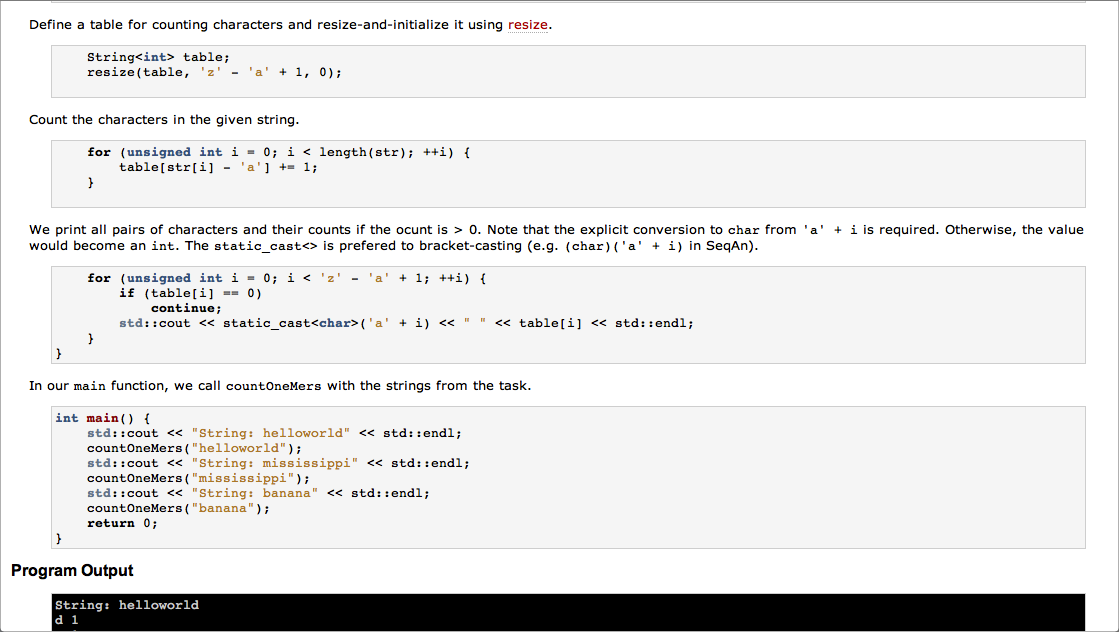 Define a table for counting characters and resize-and-initialize it using resize.
String<int> table;
resize(table, 'z' - 'a' + 1, 0);
Count the characters in the given string.
for (unsigned int i = 0; i < length(str); ++i) {
table[str[i] - 'a'] += 1;
}
We print all pairs of characters and their counts if the ocunt is > 0. Note that the explicit conversion to char from 'a' + i is required. Otherwise, the value
would become an int. The static_cast<> is prefered to bracket-casting (e.g. (char)('a' + i) in SeqAn).
for (unsigned int i = 0; i < 'z' - 'a' + 1; ++i) {
if (table[i] == 0)
continue;
std::cout << static_cast<char>('a' + i) << " " << table[i] << std::endl;
}
}
In our main function, we call countOneMers with the strings from the task.
int main() {
std::cout << "String: helloworld" << std::endl;
countOneMers("helloworld");
std::cout << "String: mississippi" << std::endl;
countOneMers("mississippi");
std::cout << "String: banana" << std::endl;
countOneMers("banana");
return 0;
}
Program Output
String: helloworld
d 1